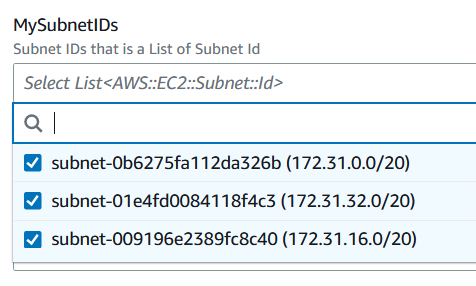 MySubnetIDs
Subnet IDs that is a List of Subnet Id
Select List<AWS::EC2::Subnet::Id>
subnet-0b6275fa112da326b (172.31.0.0/20)
subnet-01e4fd0084118f4c3 (172.31.32.0/20)
subnet-009196e2389fc8c40 (172.31.16.0/20)